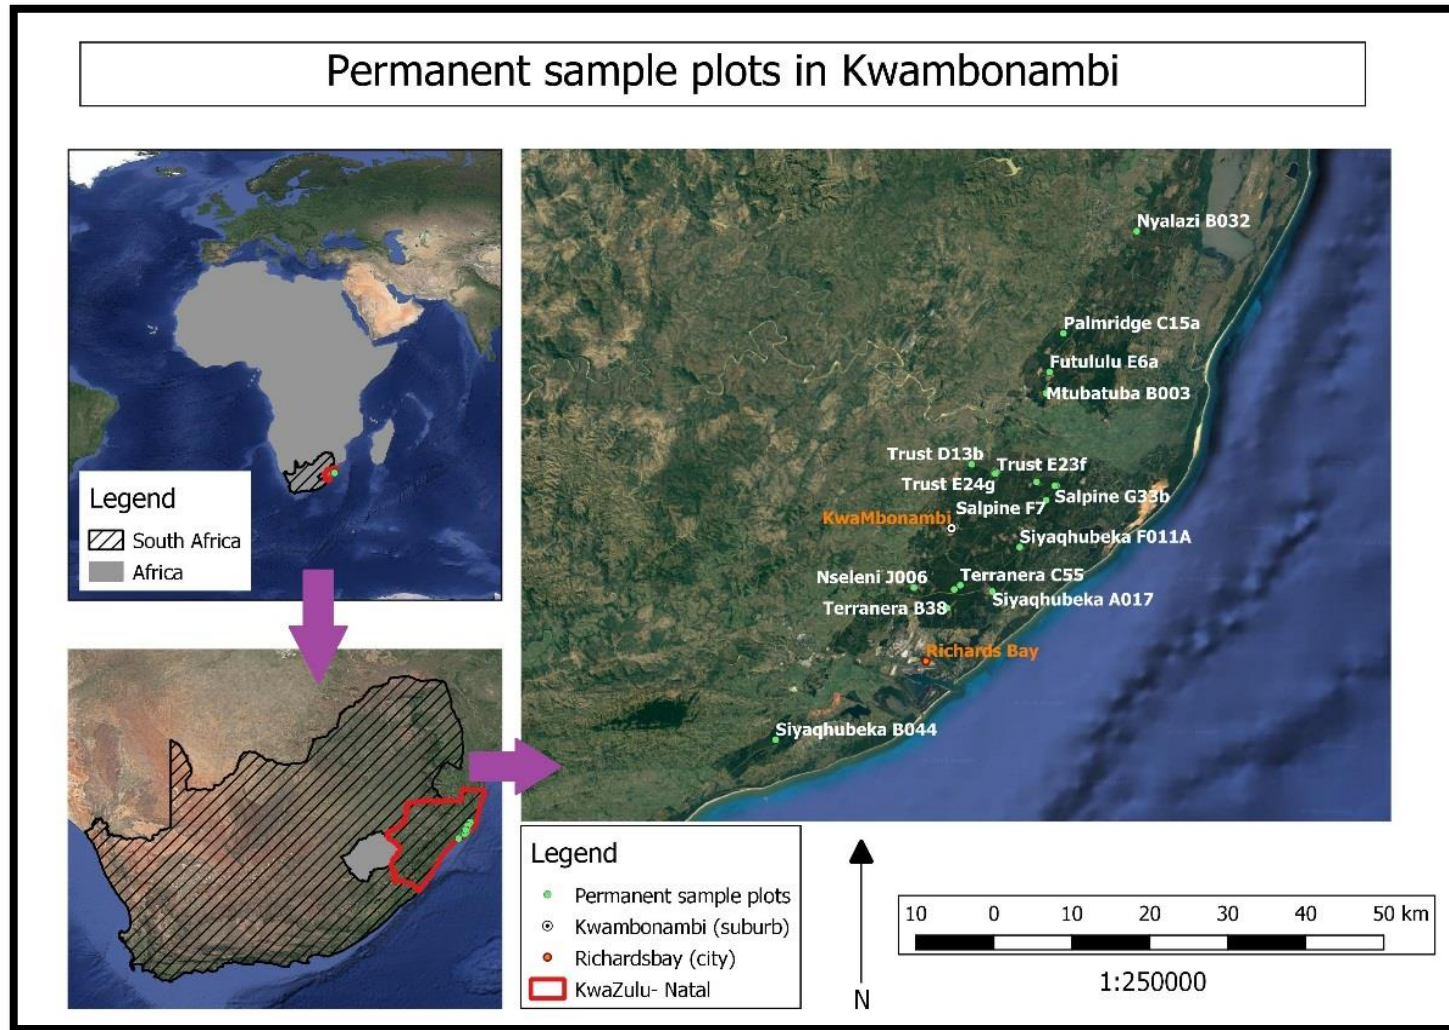 Permanent sample plots in Kwambonambi
Legend
South Africa
Africa
Nyalazi B032
Palmridge C15a
Futululu E6a
Mtubatuba B003
Trust D13b
Trust E23f
Trust E24g
Salpine G33b
Salpine F7
KwaMbonambi
Siyaqhubeka F011A
Nseleni J006
Terranera C55
Siyaqhubeka A017
Terranera B38
Richards Bay
Siyaqhubeka B044
Legend
Permanent sample plots
Kwambonambi (suburb)
Richardsbay (city)
KwaZulu- Natal
N
10 0 10 20 30 40 50 km
1:250000